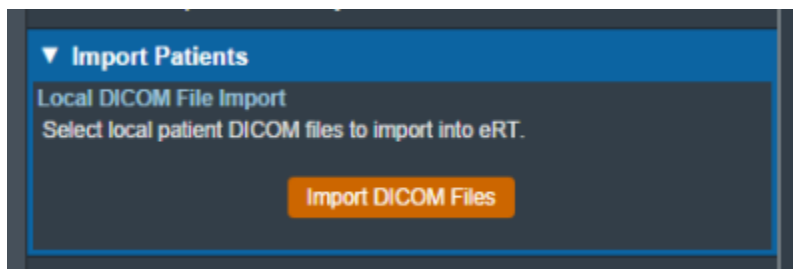 Import Patients
Local DICOM File Import
Select local patient DICOM files to import into eRT.
Import DICOM Files